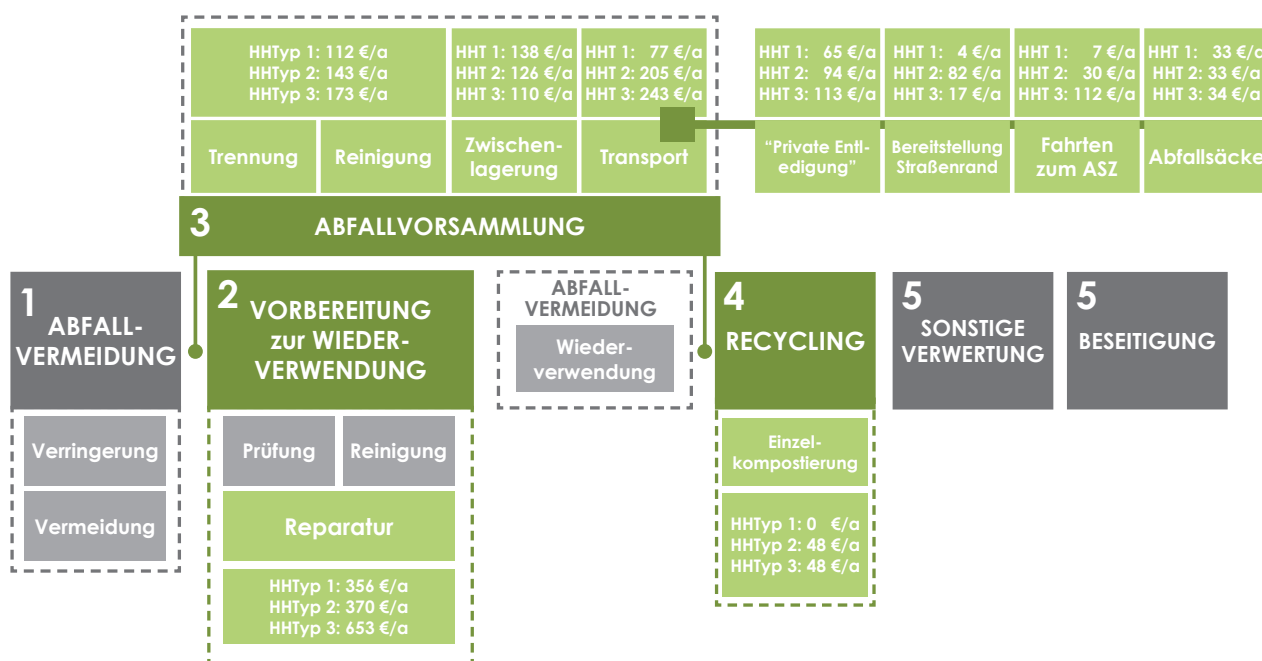 HHTyp 1: 112 €/a
HHTyp 2: 143 €/a
HHTyp 3: 173 €/a
HHT 1: 138 €/a
HHT 2: 126 €/a
HHT 3: 110 €/a
HHT 1: 77 €/a
HHT 2: 205 €/a
HHT 3: 243 €/a
HHT 1: 65 €/a
HHT 2: 94 €/a
HHT 3: 113 €/a
HHT 1: 4 €/a
HHT 2: 82 €/a
HHT 3: 17 €/a
HHT 1: 7 €/a
HHT 2: 30 €/a
HHT 3: 112 €/a
HHT 1: 33 €/a
HHT 2: 33 €/a
HHT 3: 34 €/a
Trennung
Reinigung
Zwischen-
lagerung
Transport
"Private Entl-
edigung"
Bereitstellung
Straßenrand
Fahrten
zum ASZ
Abfallsäcke
3 ABFALLVORSAMMLUNG
1
ABFALL-
VERMEIDUNG
Verringerung
Vermeidung
2
VORBEREITUNG
zur WIEDER-
VERWENDUNG
Prüfung
Reinigung
Reparatur
HHTyp 1: 356 €/a
HHTyp 2: 370 €/a
HHTyp 3: 653 €/a
ABFALL-
VERMEIDUNG
Wieder-
verwendung
4
RECYCLING
Einzel-
kompostierung
HHTyp 1: 0 €/a
HHTyp 2: 48 €/a
HHTyp 3: 48 €/a
5
SONSTIGE
VERWERTUNG
5
BESEITIGUNG